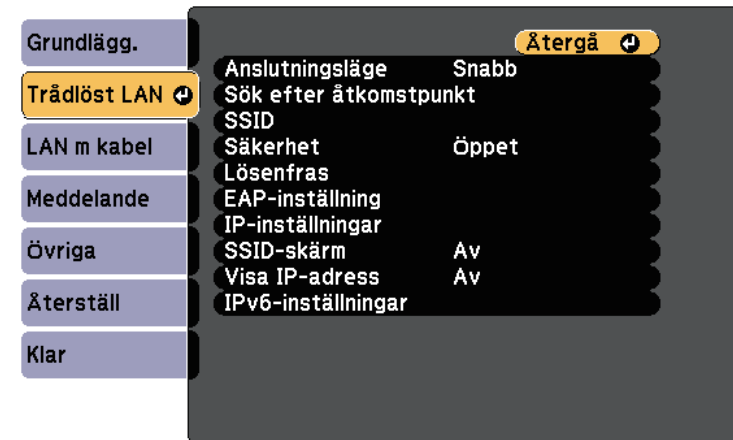 Grundlägg.
Trådlöst LAN
LAN m kabel
Meddelande
Övriga
Återställ
Klar
Återgå
Anslutningsläge Snabb
Sök efter åtkomstpunkt
SSID
Säkerhet Öppet
Lösenfras
EAP-inställning
IP-inställningar
SSID-skärm Av
Visa IP-adress Av
IPv6-inställningar